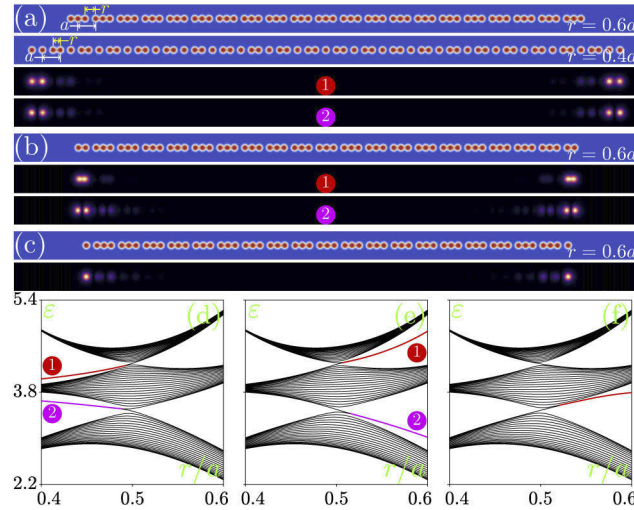 (a) a r r = 0.6a
a r r = 0.4a
1
2
(b) r = 0.6a
1
2
(c) r = 0.6a
5.4 ε (d) ε (e) ε (f)
1 1
3.8
2 2
2.2 r/a r/a r/a
0.4 0.5 0.6 0.4 0.5 0.6 0.4 0.5 0.6